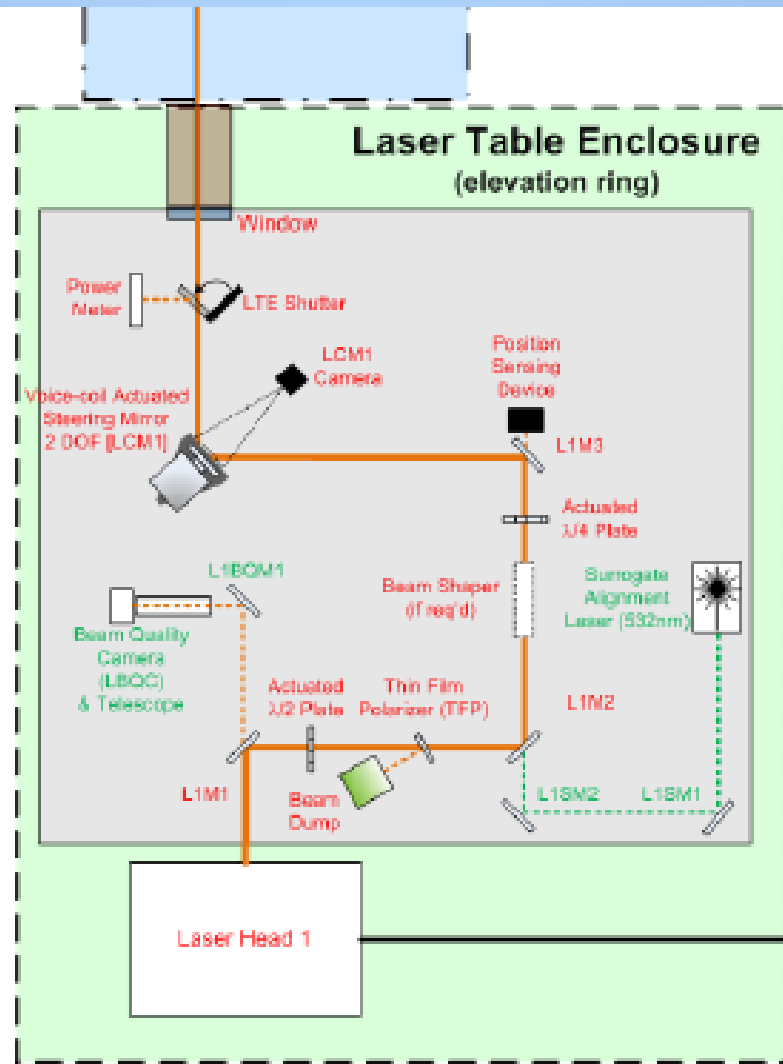 Laser Table Enclosure
(elevation ring)
Window
Power
Meter
LTE Shutter
LCM1
Camera
Position
Sensing
Device
Voice-coil Actuated
Steering Mirror
2 DOF [LCM1]
L1M3
Actuated
λ/4 Plate
L1BQM1
Beam Shaper
(if req'd)
Surrogate
Alignment
Laser (532nm)
Beam Quality
Camera
(LBQC)
& Telescope
Actuated
λ/2 Plate
Thin Film
Polarizer (TFP)
L1M2
L1M1
Beam
Dump
L1SM2
L1SM1
Laser Head 1